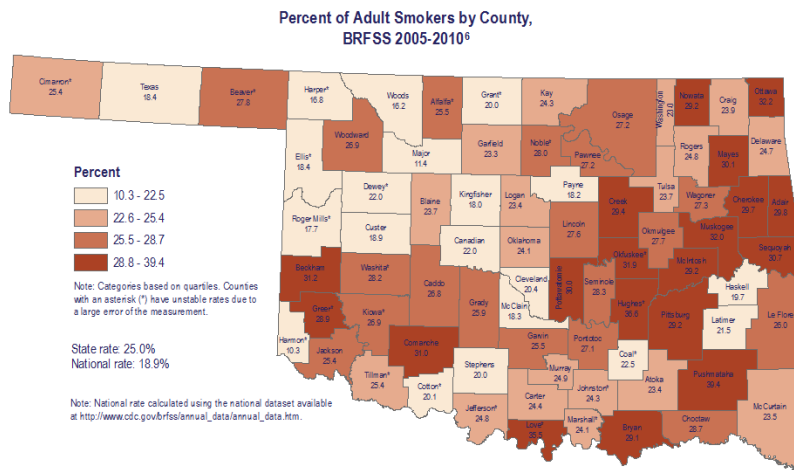 Percent of Adult Smokers by County,
BRFSS 2005-2010⁶
Cimarron*
25.4
Texas
18.4
Beaver*
27.8
Harper*
16.8
Woods
16.2
Alfalfa*
25.5
Grant*
20.0
Kay
24.3
Osage
27.2
Washington
23.0
Nowata
29.2
Craig
23.9
Ottawa
32.2
Woodward
26.9
Major
11.4
Garfield
23.3
Noble*
28.0
Pawnee
27.2
Rogers
24.8
Mayes
30.1
Delaware
24.7
Ellis*
18.4
Dewey*
22.0
Blaine
23.7
Kingfisher
18.0
Logan
23.4
Payne
18.2
Creek
29.4
Tulsa
23.7
Wagoner
27.3
Cherokee
29.7
Adair
29.8
Roger Mills*
17.7
Custer
18.9
Canadian
22.0
Oklahoma
24.1
Lincoln
27.6
Okfuskee*
31.9
Okmulgee
27.7
Muskogee
32.0
McIntosh
29.2
Sequoyah
30.7
Beckham
31.2
Washita*
28.2
Caddo
26.8
Grady
25.9
Cleveland
20.4
McClain
18.3
Pottawatomie
30.0
Seminole
28.3
Hughes*
Pittsburg
29.2
Haskell
19.7
Latimer
21.5
Le Flore
26.0
Greer*
28.9
Kiowa*
26.9
Harmon*
10.3
Jackson
25.4
Comanche
31.0
Tillman*
25.4
Cotton*
20.1
Stephens
20.0
Garvin
25.5
Murray
24.9
Pontotoc
27.1
Coal*
22.5
Jefferson*
24.8
Carter
24.4
Johnston*
24.3
Atoka
23.4
Pushmataha
39.4
McCurtain
23.5
Love*
Marshall*
24.1
Bryan
29.1
Choctaw
28.7
Percent
10.3 - 22.5
22.6 - 25.4
25.5 - 28.7
28.8 - 39.4
Note: Categories based on quartiles. Counties
with an asterisk (*) have unstable rates due to
a large error of the measurement.
State rate: 25.0%
National rate: 18.9%
Note: National rate calculated using the national dataset available
at http://www.cdc.gov/brfss/annual_data/annual_data.htm.